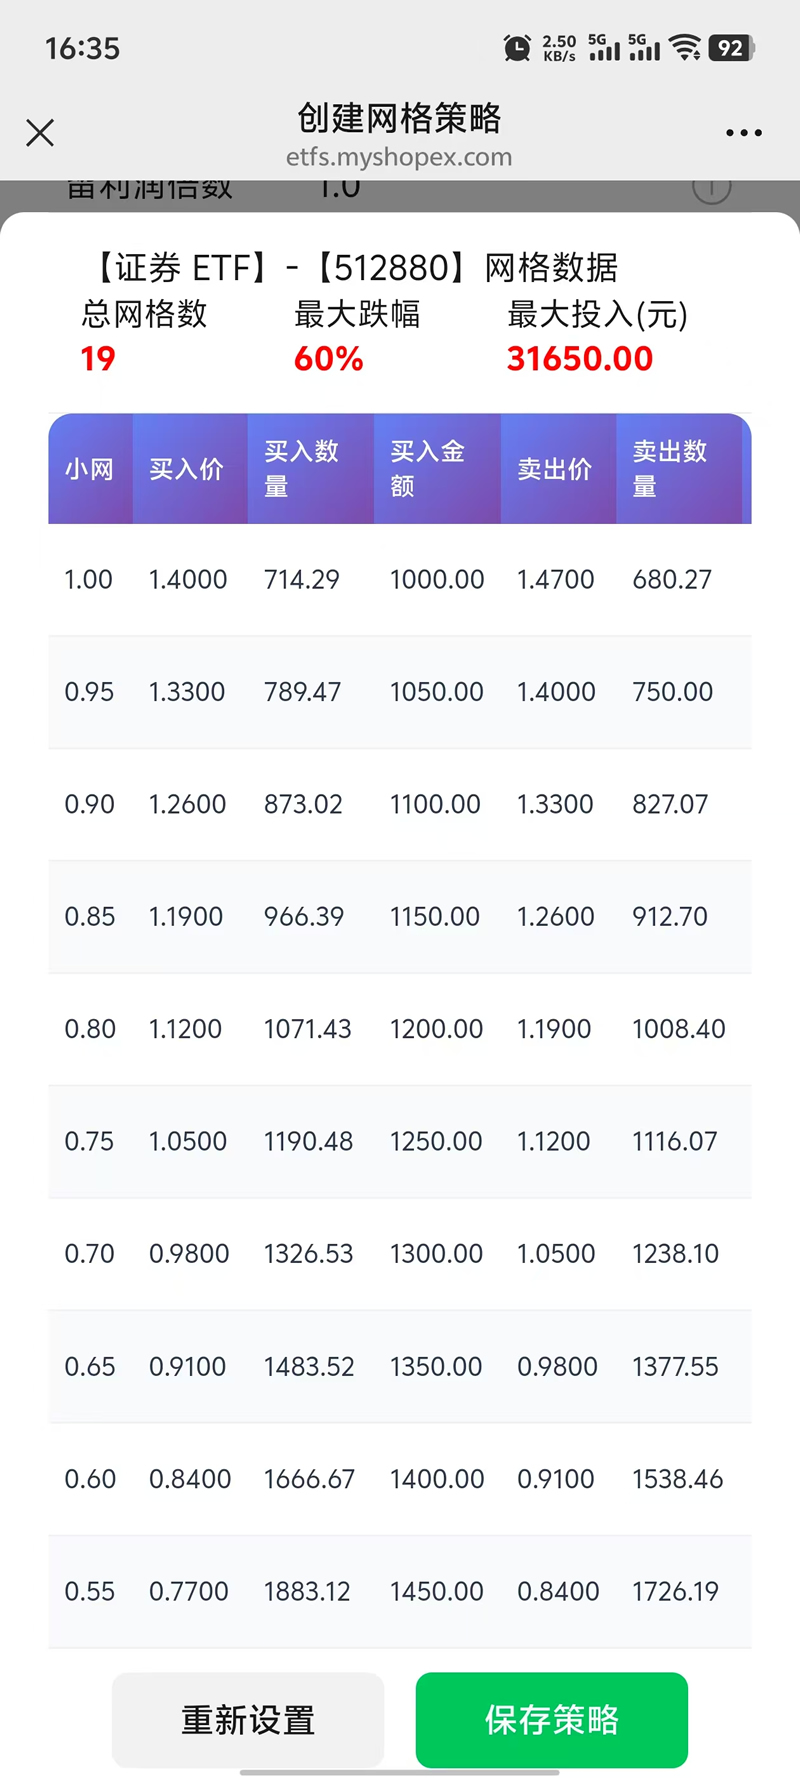 16:35
2.50 KB/s 5G 5G 92
创建网格策略
etfs.myshopex.com
留利润倍数 1.0
【证券 ETF】-【512880】网格数据
总网格数 最大跌幅 最大投入(元)
19 60% 31650.00
小网 买入价 买入数量 买入金额 卖出价 卖出数量
1.00 1.4000 714.29 1000.00 1.4700 680.27
0.95 1.3300 789.47 1050.00 1.4000 750.00
0.90 1.2600 873.02 1100.00 1.3300 827.07
0.85 1.1900 966.39 1150.00 1.2600 912.70
0.80 1.1200 1071.43 1200.00 1.1900 1008.40
0.75 1.0500 1190.48 1250.00 1.1200 1116.07
0.70 0.9800 1326.53 1300.00 1.0500 1238.10
0.65 0.9100 1483.52 1350.00 0.9800 1377.55
0.60 0.8400 1666.67 1400.00 0.9100 1538.46
0.55 0.7700 1883.12 1450.00 0.8400 1726.19
重新设置 保存策略